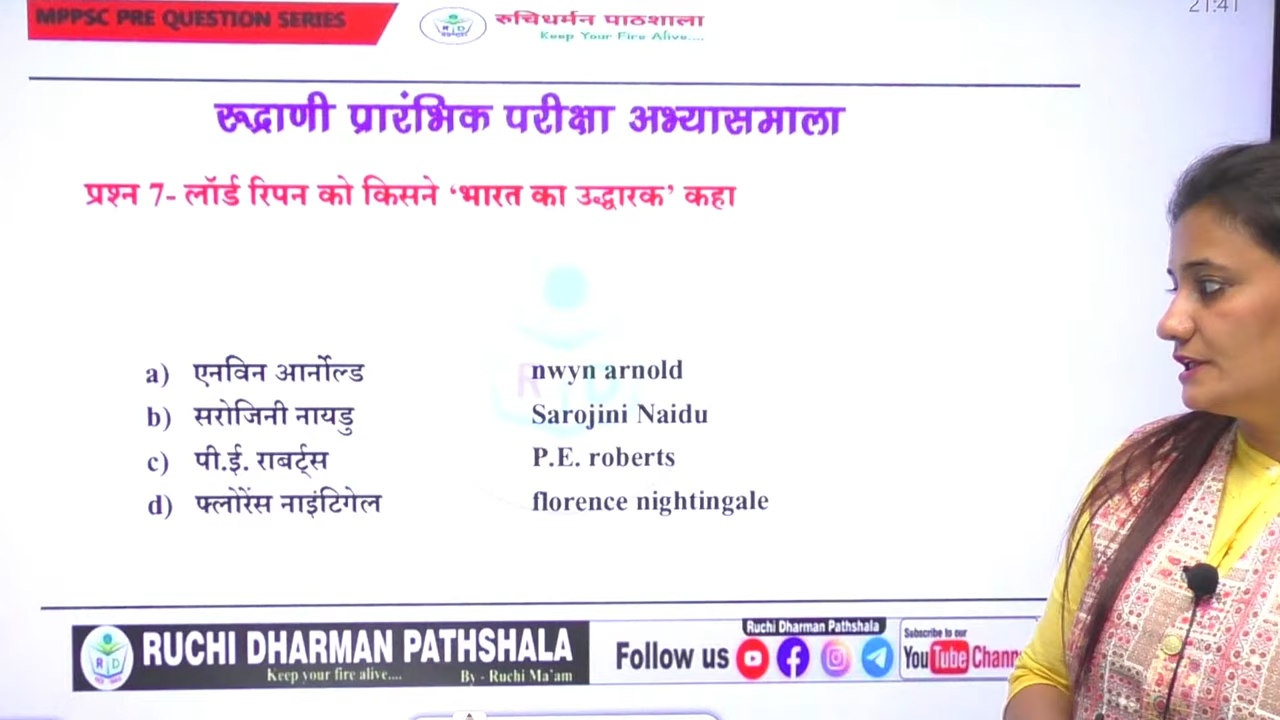 MPPSC PRE QUESTION SERIES
रुचिधर्मन पाठशाला
Keep Your Fire Alive....
21:41
रूद्राणी प्रारंभिक परीक्षा अभ्यासमाला
प्रश्न 7- लॉर्ड रिपन को किसने ‘भारत का उद्धारक’ कहा
a) एनविन आर्नोल्ड nwyn arnold
b) सरोजिनी नायडु Sarojini Naidu
c) पी.ई. राबर्ट्स P.E. roberts
d) फ्लोरेंस नाइंटिगेल florence nightingale
RUCHI DHARMAN PATHSHALA
Keep your fire alive.... By - Ruchi Ma'am
Follow us
Ruchi Dharman Pathshala
Subscribe to our
YouTube